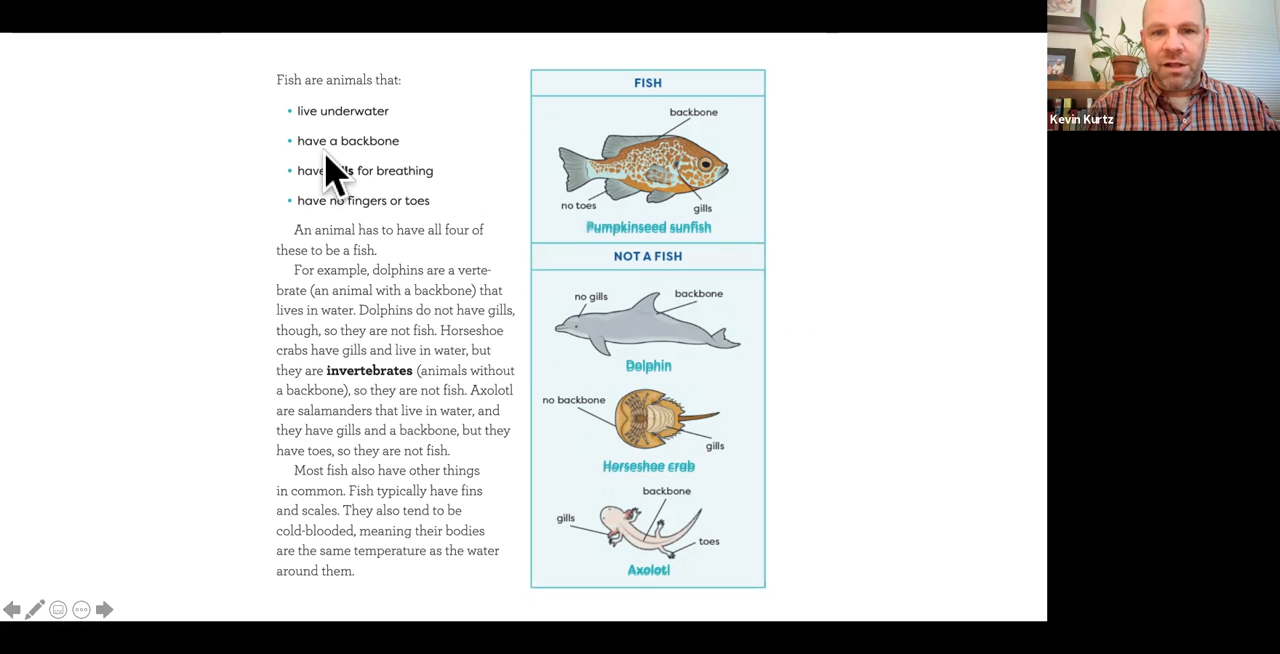 Fish are animals that:
• live underwater
• have a backbone
• have gills for breathing
• have no fingers or toes
An animal has to have all four of
these to be a fish.
For example, dolphins are a verte-
brate (an animal with a backbone) that
lives in water. Dolphins do not have gills,
though, so they are not fish. Horseshoe
crabs have gills and live in water, but
they are invertebrates (animals without
a backbone), so they are not fish. Axolotl
are salamanders that live in water, and
they have gills and a backbone, but they
have toes, so they are not fish.
Most fish also have other things
in common. Fish typically have fins
and scales. They also tend to be
cold-blooded, meaning their bodies
are the same temperature as the water
around them.
FISH
backbone
no toes
gills
Pumpkinseed sunfish
NOT A FISH
no gills
backbone
Dolphin
no backbone
gills
Horseshoe crab
backbone
gills
toes
Axolotl
Kevin Kurtz